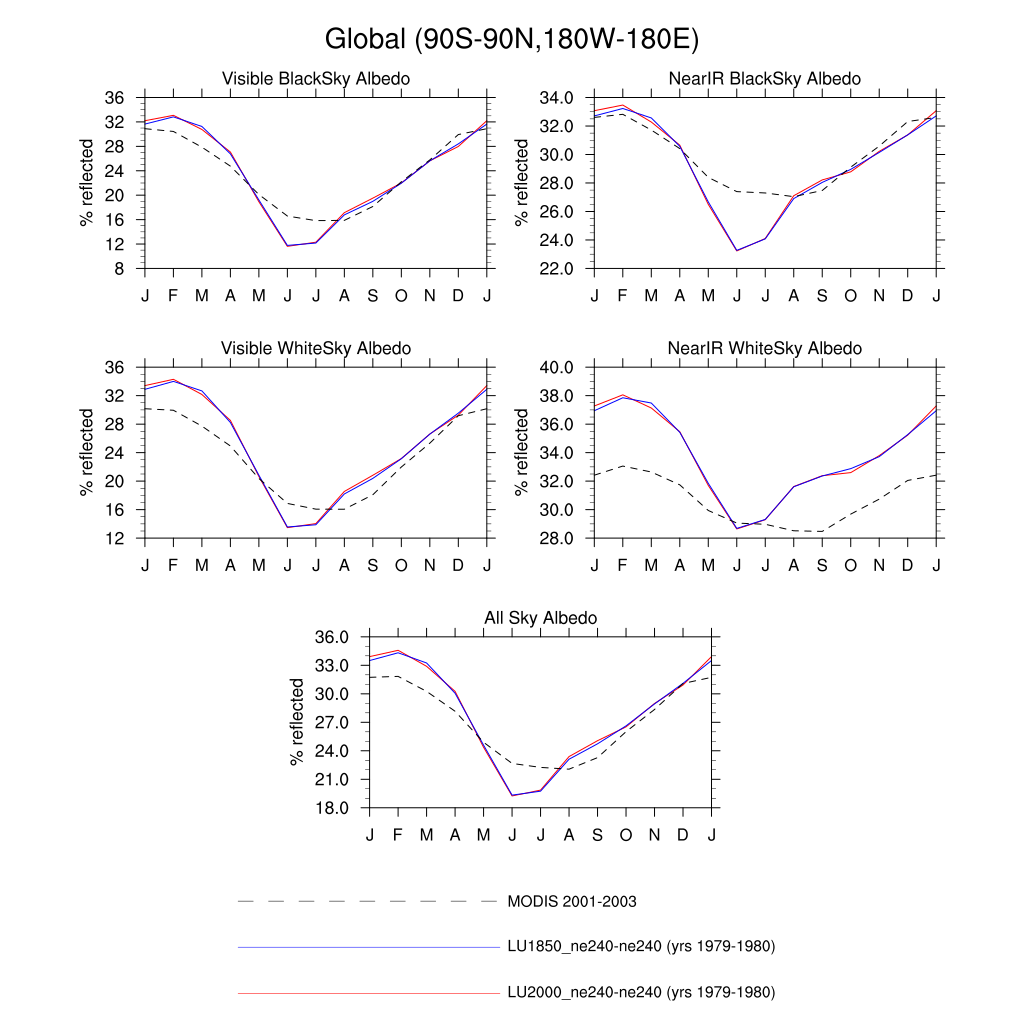 Global (90S-90N,180W-180E)
Visible BlackSky Albedo
% reflected
36
32
28
24
20
16
12
8
J F M A M J J A S O N D J
NearIR BlackSky Albedo
% reflected
34.0
32.0
30.0
28.0
26.0
24.0
22.0
J F M A M J J A S O N D J
Visible WhiteSky Albedo
% reflected
36
32
28
24
20
16
12
J F M A M J J A S O N D J
NearIR WhiteSky Albedo
% reflected
40.0
38.0
36.0
34.0
32.0
30.0
28.0
J F M A M J J A S O N D J
All Sky Albedo
% reflected
36.0
33.0
30.0
27.0
24.0
21.0
18.0
J F M A M J J A S O N D J
MODIS 2001-2003
LU1850_ne240-ne240 (yrs 1979-1980)
LU2000_ne240-ne240 (yrs 1979-1980)